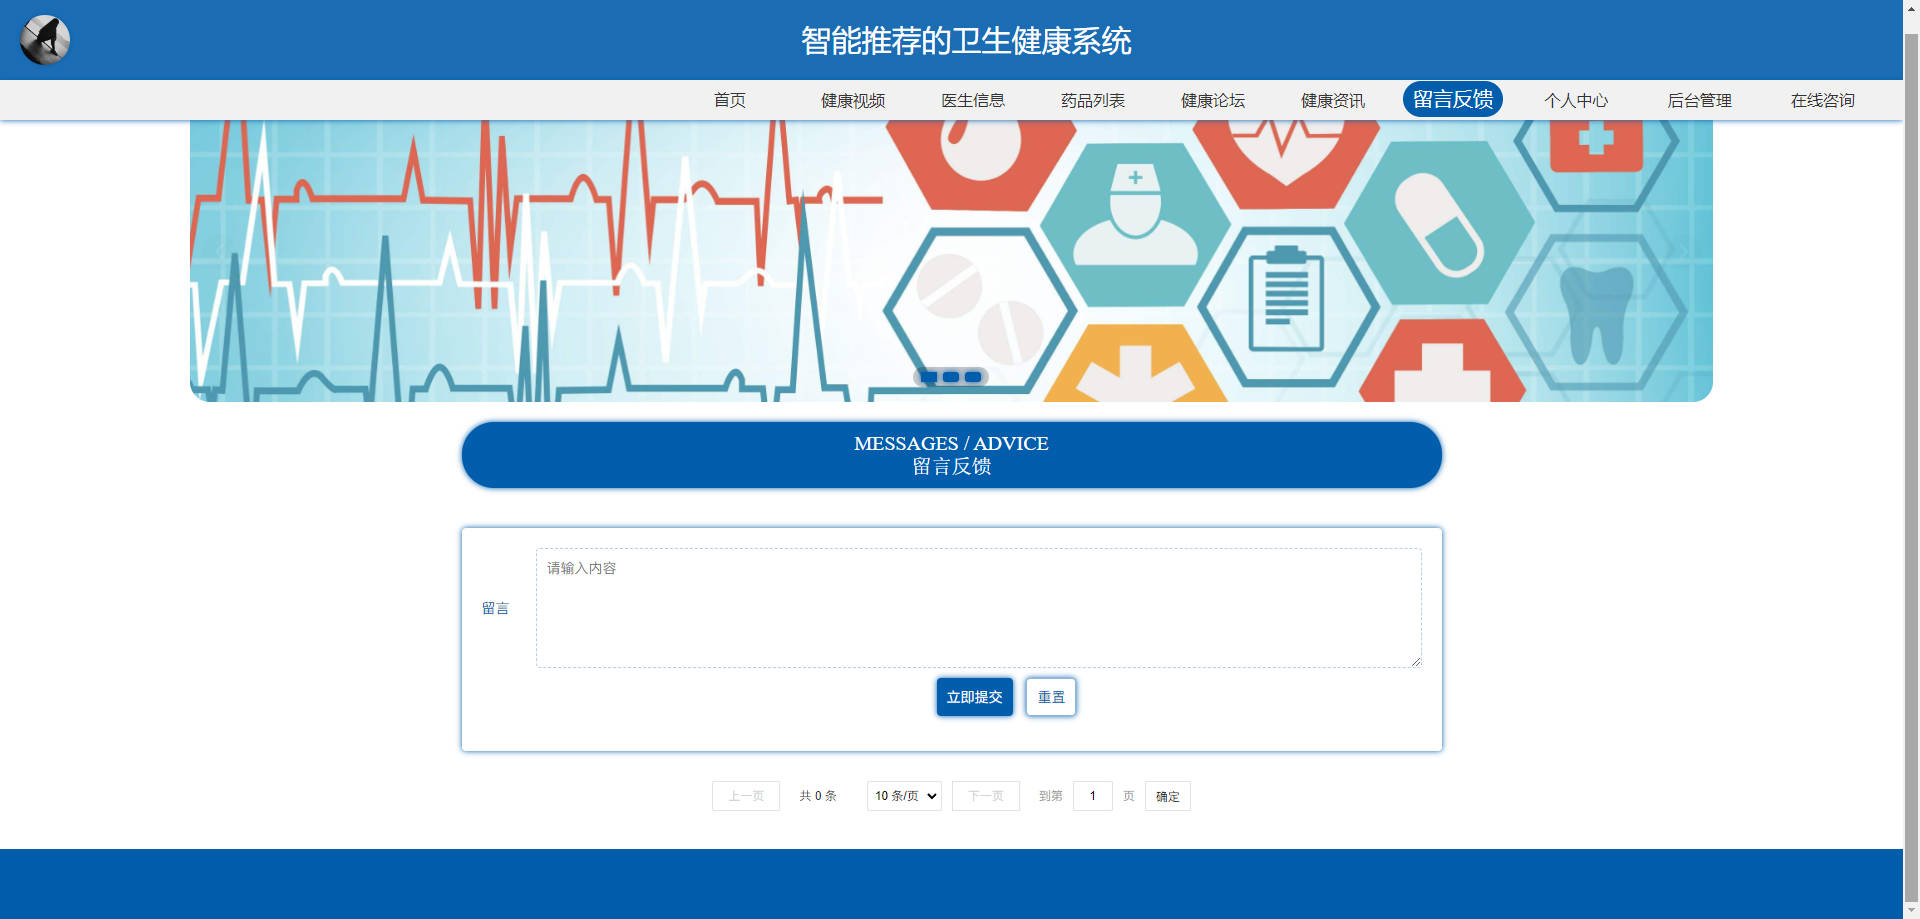 智能推荐的卫生健康系统
首页 健康视频 医生信息 药品列表 健康论坛 健康资讯 留言反馈 个人中心 后台管理 在线咨询
MESSAGES / ADVICE
留言反馈
请输入内容
留言
立即提交 重置
上一页 共 0 条 10 条/页 下一页 到第 1 页 确定